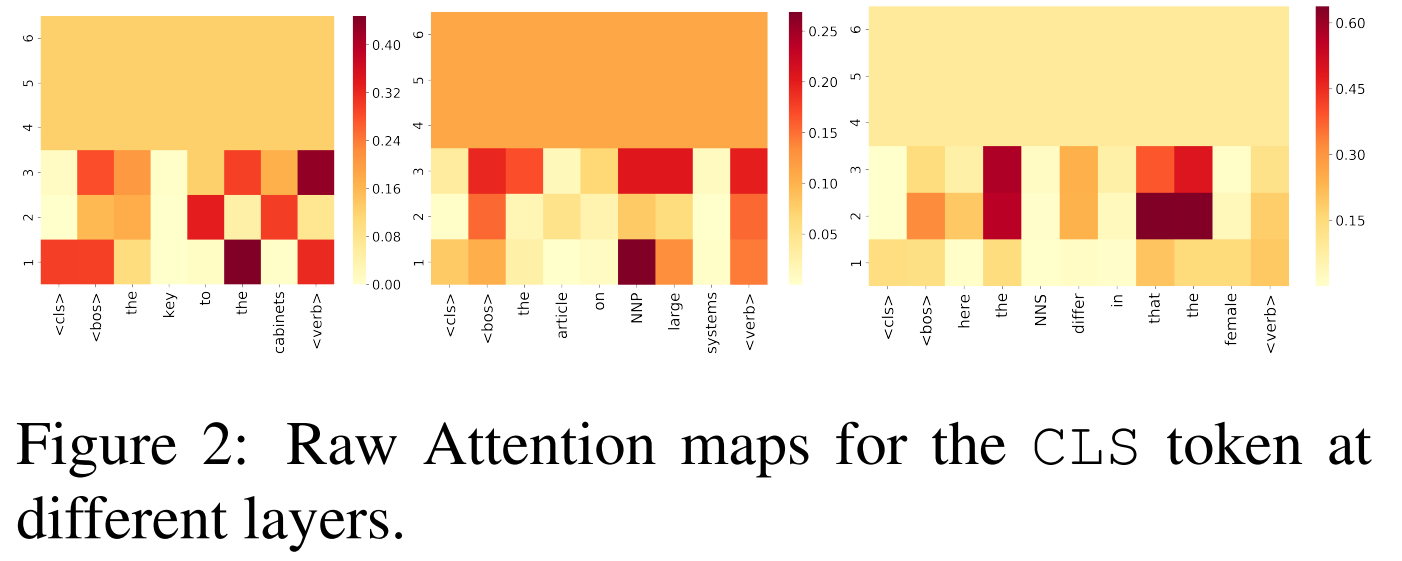 6
5
4
3
2
1
<cls>
<bos>
the
key
to
the
cabinets
<verb>
0.40
0.32
0.24
0.16
0.08
0.00
6
5
4
3
2
1
<cls>
<bos>
the
article
on
NNP
large
systems
<verb>
0.25
0.20
0.15
0.10
0.05
6
5
4
3
2
1
<cls>
<bos>
here
the
NNS
differ
in
that
the
female
<verb>
0.60
0.45
0.30
0.15
Figure 2: Raw Attention maps for the CLS token at
different layers.